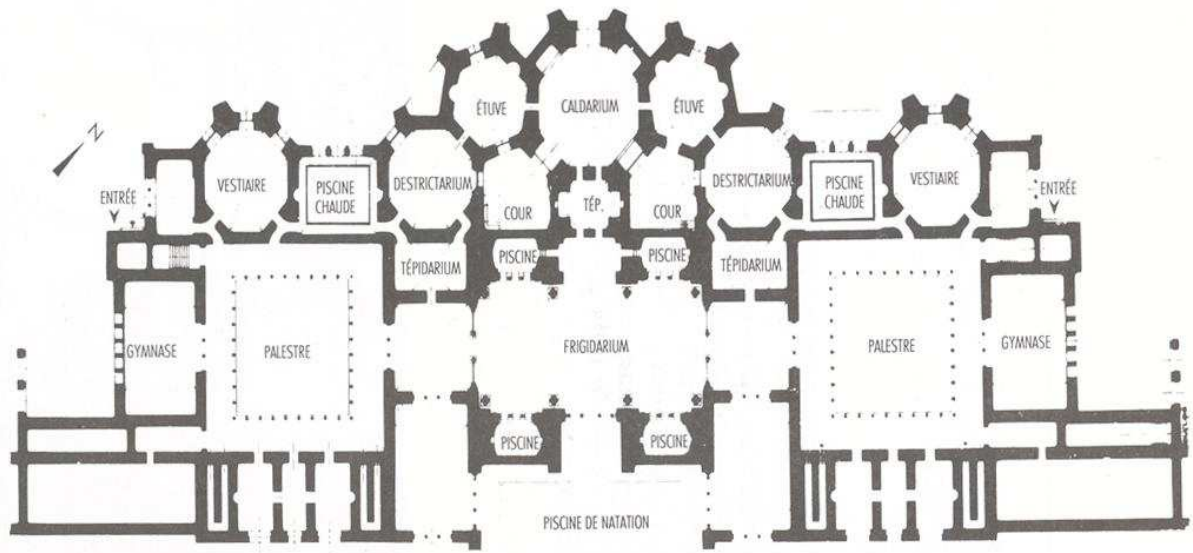 ÉTUVE
CALDARIUM
ÉTUVE
N
VESTIAIRE
PISCINE
CHAUDE
DESTRICTARIUM
DESTRICTARIUM
PISCINE
CHAUDE
VESTIAIRE
ENTRÉE
COUR
TÉP.
COUR
ENTRÉE
TÉPIDARIUM
PISCINE
PISCINE
TÉPIDARIUM
GYMNASE
PALESTRE
FRIGIDARIUM
PALESTRE
GYMNASE
PISCINE
PISCINE
PISCINE DE NATATION